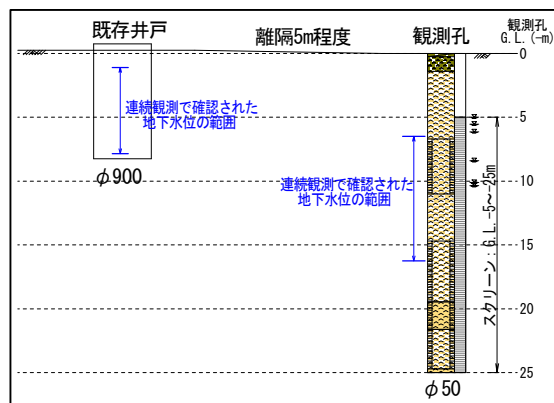 既存井戸
離隔5m程度
観測孔
観測孔
G.L.(-m)
0
連続観測で確認された
地下水位の範囲
5
φ900
連続観測で確認された
地下水位の範囲
10
15
スクリーン：G.L.-5～-25m
20
25
φ50